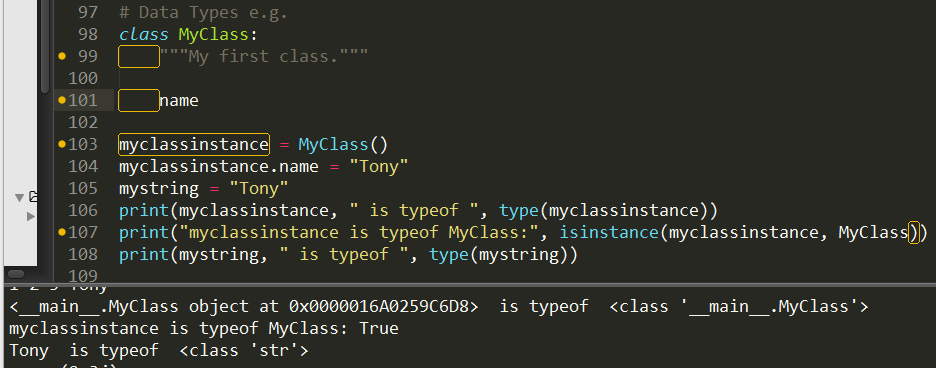 97 # Data Types e.g.
98 class MyClass:
99 """My first class."""
100
101 name
102
103 myclassinstance = MyClass()
104 myclassinstance.name = "Tony"
105 mystring = "Tony"
106 print(myclassinstance, " is typeof ", type(myclassinstance))
107 print("myclassinstance is typeof MyClass:", isinstance(myclassinstance, MyClass))
108 print(mystring, " is typeof ", type(mystring))
109
<__main__.MyClass object at 0x0000016A0259C6D8>  is typeof  <class '__main__.MyClass'>
myclassinstance is typeof MyClass: True
Tony  is typeof  <class 'str'>